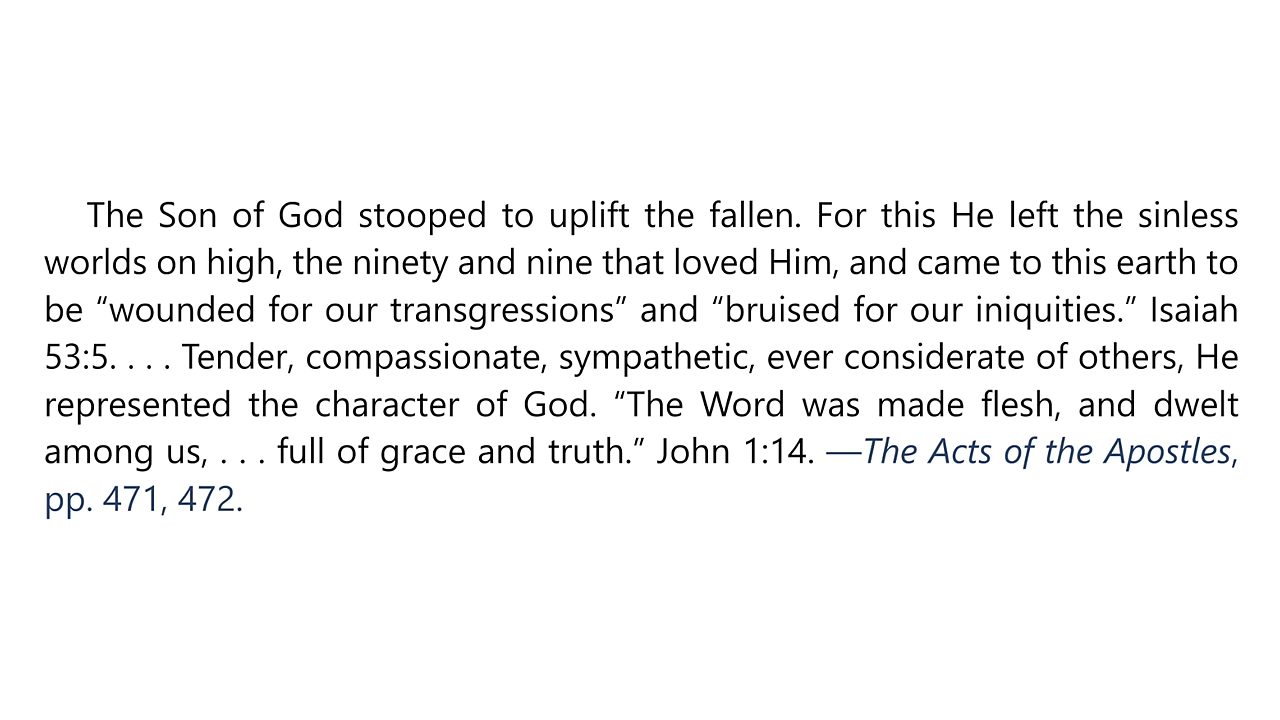 The Son of God stooped to uplift the fallen. For this He left the sinless
worlds on high, the ninety and nine that loved Him, and came to this earth to
be “wounded for our transgressions” and “bruised for our iniquities.” Isaiah
53:5. . . . Tender, compassionate, sympathetic, ever considerate of others, He
represented the character of God. “The Word was made flesh, and dwelt
among us, . . . full of grace and truth.” John 1:14. —The Acts of the Apostles,
pp. 471, 472.